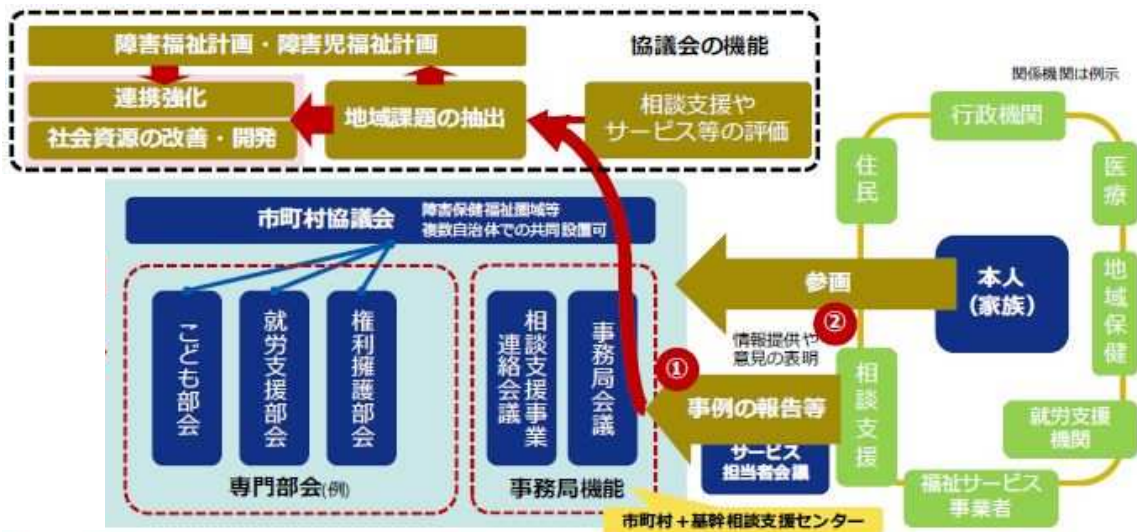 障害福祉計画・障害児福祉計画
協議会の機能
関係機関は例示
連携強化
社会資源の改善・開発
地域課題の抽出
相談支援や
サービス等の評価
行政機関
住民
医療
地域保健
就労支援
機関
福祉サービス
事業者
相談支援
本人
(家族)
市町村協議会
障害保健福祉圏域等
複数自治体での共同設置可
参画
②
情報提供や
意見の表明
①
事例の報告等
サービス
担当者会議
こども部会
就労支援部会
権利擁護部会
専門部会(例)
相談支援事業
連絡会議
事務局会議
事務局機能
市町村+基幹相談支援センター